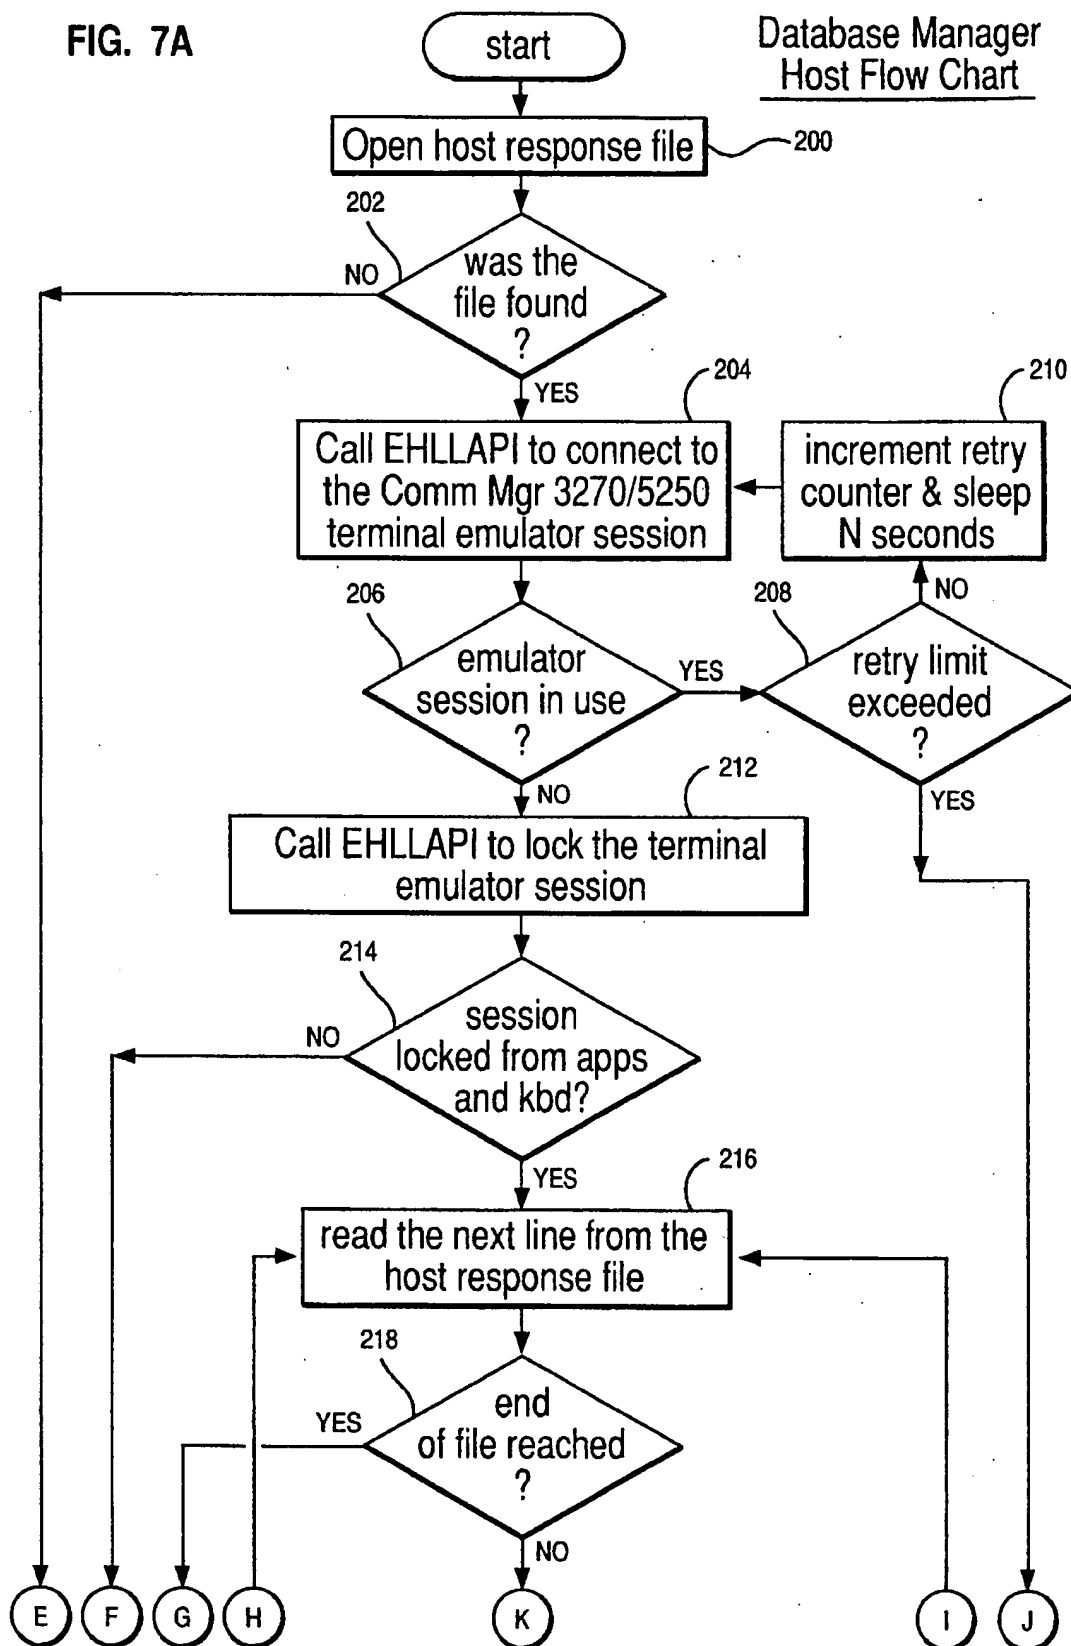 FIG. 7A
start
Database Manager
Host Flow Chart
Open host response file
200
202
NO
was the
file found
?
YES
204
210
Call EHLLAPI to connect to
the Comm Mgr 3270/5250
terminal emulator session
increment retry
counter & sleep
N seconds
206
208
NO
emulator
session in use
?
YES
retry limit
exceeded
?
NO
212
YES
Call EHLLAPI to lock the terminal
emulator session
214
NO
session
locked from apps
and kbd?
YES
216
read the next line from the
host response file
218
YES
end
of file reached
?
NO
E
F
G
H
K
I
J